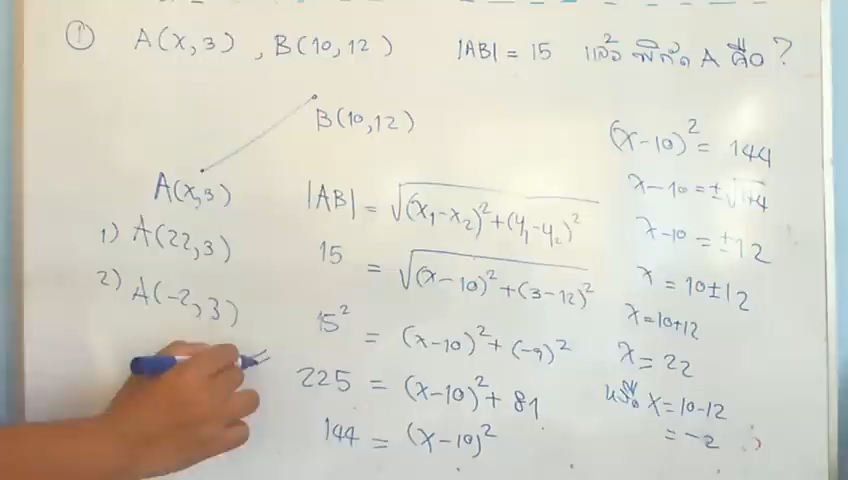 ① A(x,3) , B(10,12) |AB| = 15 แล้ว พิกัด A คือ ?
B(10,12)
A(x,3)
1) A(22,3)
2) A(-2,3)
|AB| = √(x₁-x₂)²+(y₁-y₂)²
15 = √(x-10)²+(3-12)²
15² = (x-10)²+(-9)²
225 = (x-10)²+81
144 = (x-10)²
(x-10)² = 144
x-10 = ±√144
x-10 = ±12
x = 10±12
x = 10+12
x = 22
หรือ x = 10-12
= -2